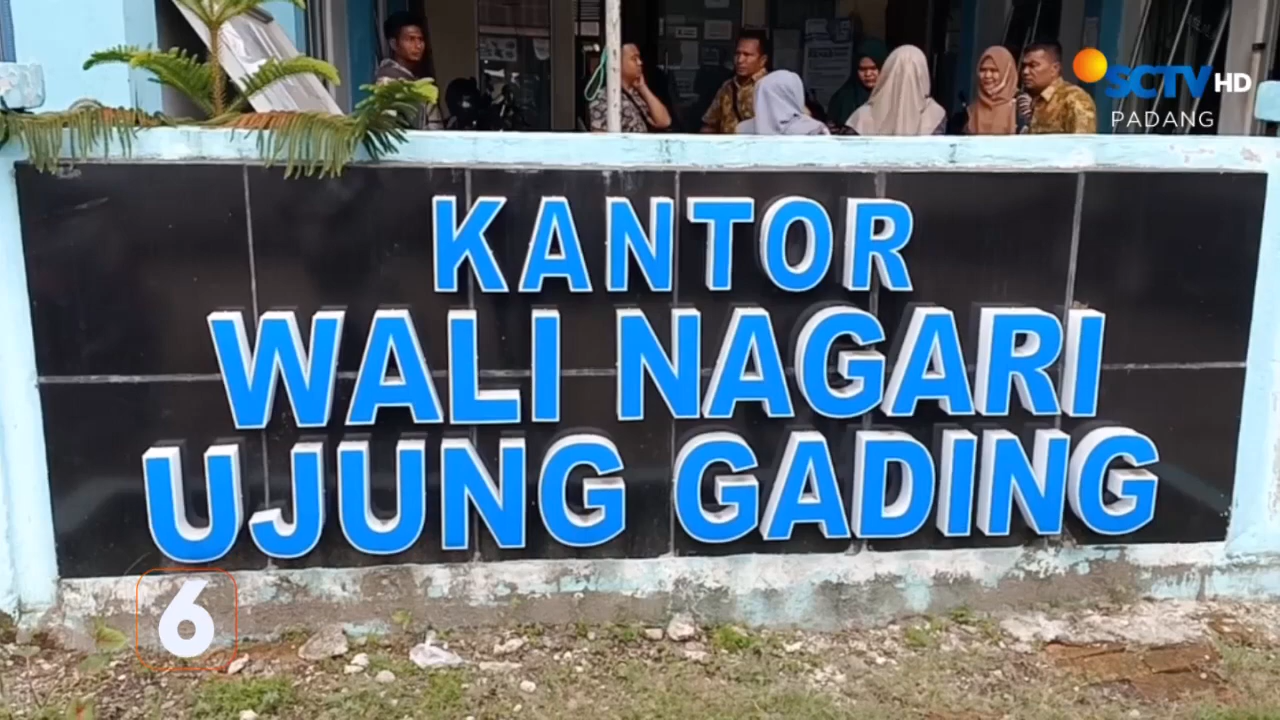 SCTV HD
PADANG
KANTOR
WALI NAGARI
UJUNG GADING
6